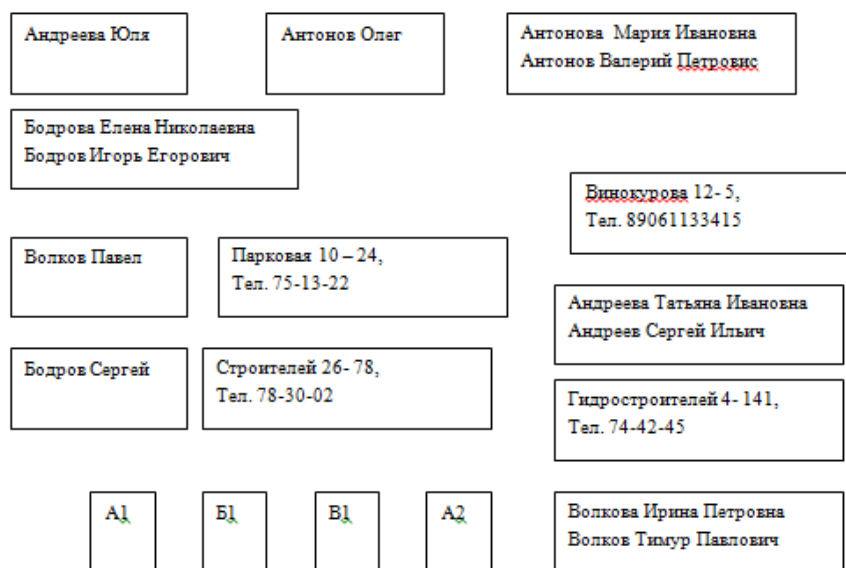 Андреева Юля
Антонов Олег
Антонова Мария Ивановна
Антонов Валерий Петровис
Бодрова Елена Николаевна
Бодров Игорь Егорович
Винокурова 12- 5,
Тел. 89061133415
Волков Павел
Парковая 10 – 24,
Тел. 75-13-22
Андреева Татьяна Ивановна
Андреев Сергей Ильич
Бодров Сергей
Строителей 26- 78,
Тел. 78-30-02
Гидростроителей 4- 141,
Тел. 74-42-45
А1
Б1
В1
А2
Волкова Ирина Петровна
Волков Тимур Павлович